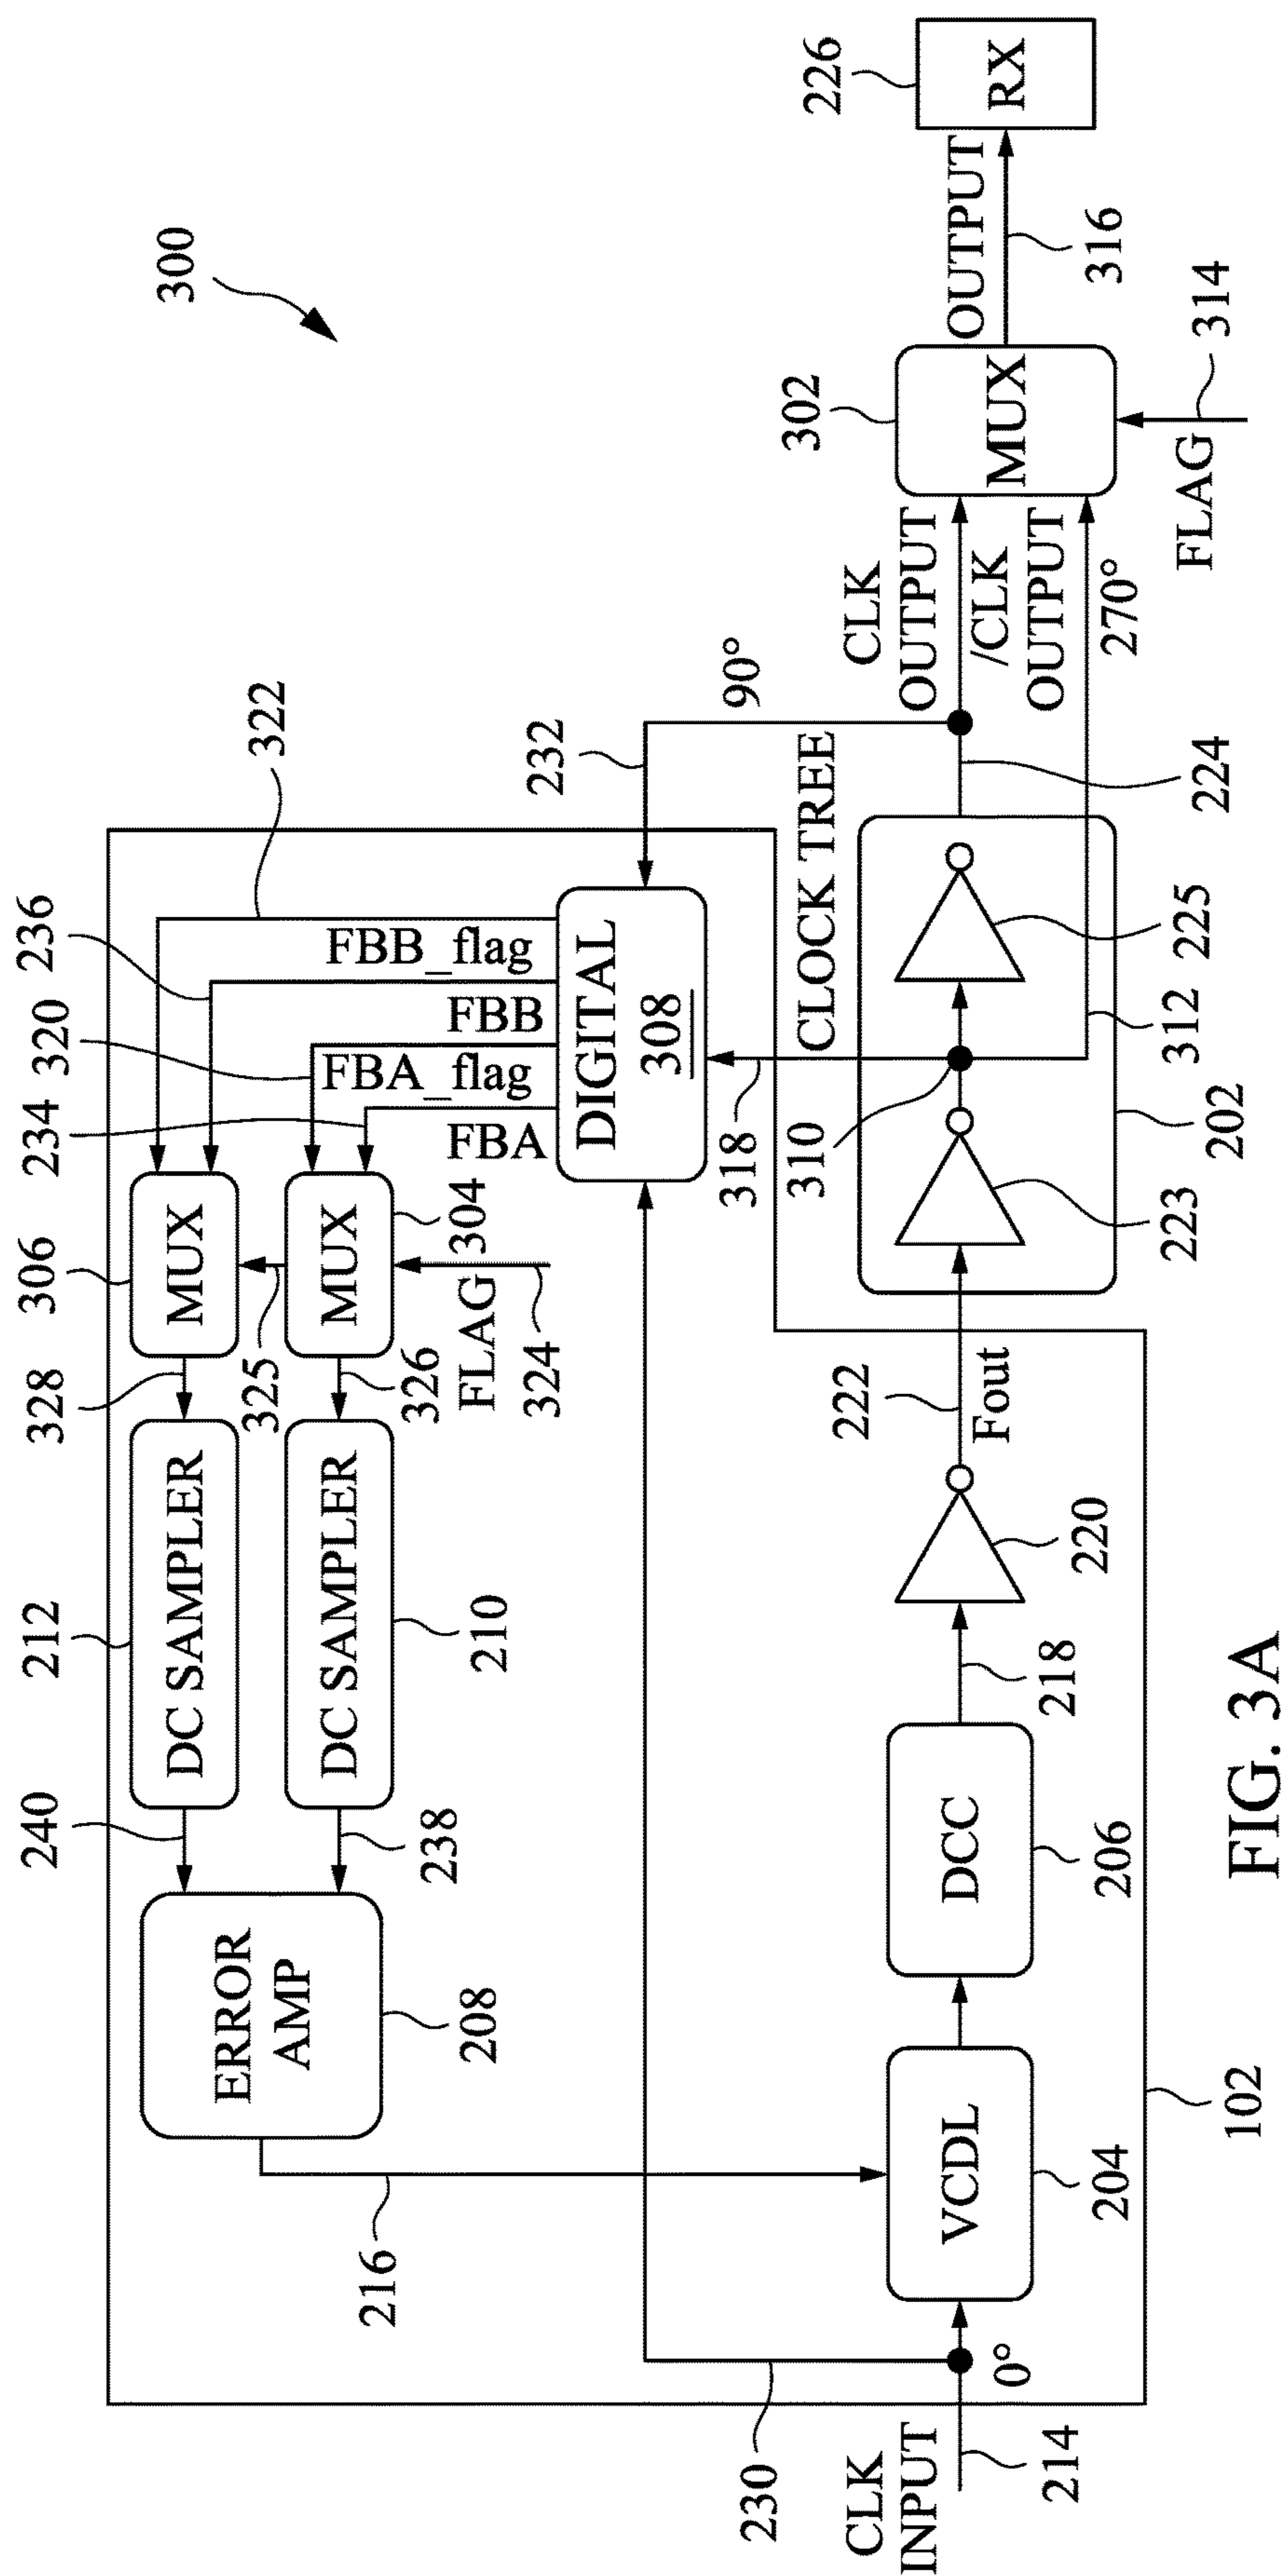 300
322
236
320
234
306
328
325
212
240
MUX
MUX
304
326
FLAG
324
DC SAMPLER
DC SAMPLER
210
238
ERROR
AMP
208
216
FBB_flag
FBB
FBA_flag
FBA
DIGITAL
308
232
90°
318
310
CLOCK TREE
230
CLK
INPUT
214
0°
VCDL
204
DCC
206
218
220
222
Fout
223
225
202
312
224
102
CLK
OUTPUT
/CLK
OUTPUT
270°
302
MUX
FLAG
314
OUTPUT
316
226
RX
FIG. 3A